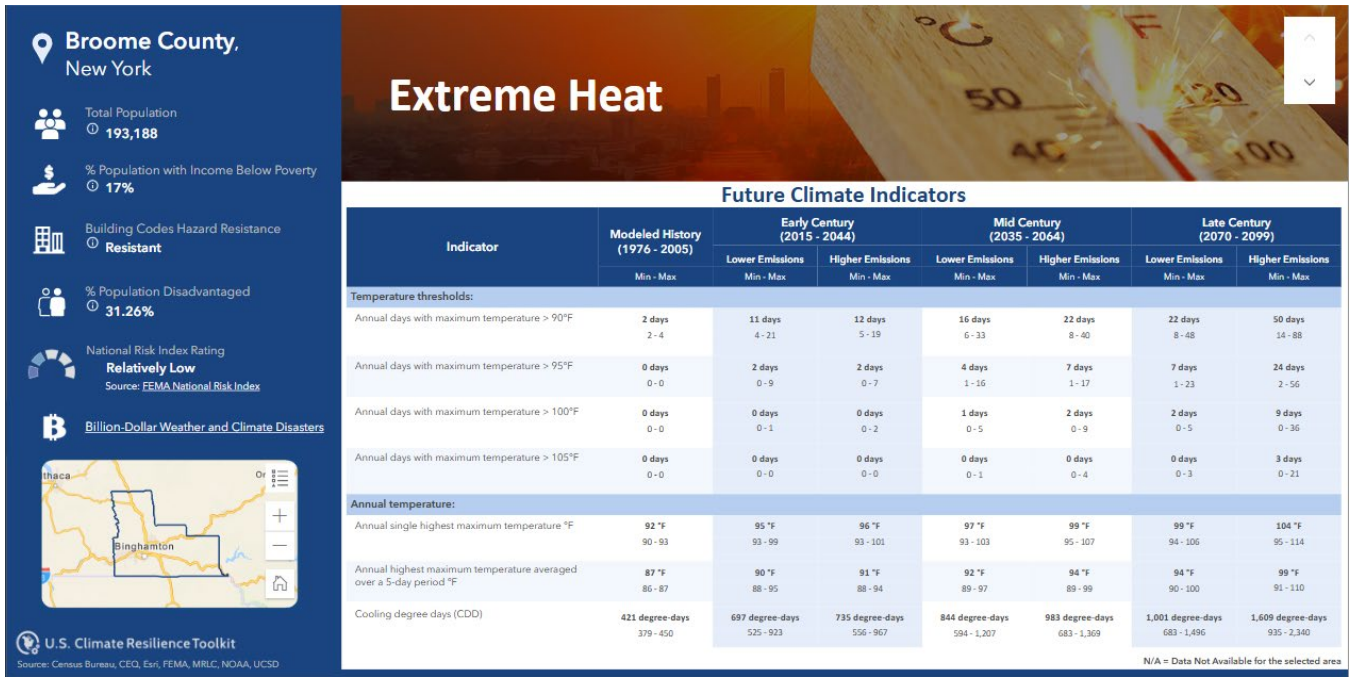 Broome County,
New York
Total Population
193,188
% Population with Income Below Poverty
17%
Building Codes Hazard Resistance
Resistant
% Population Disadvantaged
31.26%
National Risk Index Rating
Relatively Low
Source: FEMA National Risk Index
Billion-Dollar Weather and Climate Disasters
thaca
Or
Binghamton
U.S. Climate Resilience Toolkit
Source: Census Bureau, CEQ, Esri, FEMA, MRLC, NOAA, UCSD
Extreme Heat
°C F
50 120
40 100
Future Climate Indicators
Indicator Modeled History (1976 - 2005) Early Century (2015 - 2044) Mid Century (2035 - 2064) Late Century (2070 - 2099)
Lower Emissions Higher Emissions Lower Emissions Higher Emissions Lower Emissions Higher Emissions
Min - Max Min - Max Min - Max Min - Max Min - Max Min - Max Min - Max
Temperature thresholds:
Annual days with maximum temperature > 90°F 2 days 11 days 12 days 16 days 22 days 22 days 50 days
2 - 4 4 - 21 5 - 19 6 - 33 8 - 40 8 - 48 14 - 88
Annual days with maximum temperature > 95°F 0 days 2 days 2 days 4 days 7 days 7 days 24 days
0 - 0 0 - 9 0 - 7 1 - 16 1 - 17 1 - 23 2 - 56
Annual days with maximum temperature > 100°F 0 days 0 days 0 days 1 days 2 days 2 days 9 days
0 - 0 0 - 1 0 - 2 0 - 5 0 - 9 0 - 5 0 - 36
Annual days with maximum temperature > 105°F 0 days 0 days 0 days 0 days 0 days 0 days 3 days
0 - 0 0 - 0 0 - 0 0 - 1 0 - 4 0 - 3 0 - 21
Annual temperature:
Annual single highest maximum temperature °F 92 °F 95 °F 96 °F 97 °F 99 °F 99 °F 104 °F
90 - 93 93 - 99 93 - 101 93 - 103 95 - 107 94 - 106 95 - 114
Annual highest maximum temperature averaged over a 5-day period °F 87 °F 90 °F 91 °F 92 °F 94 °F 94 °F 99 °F
86 - 87 88 - 95 88 - 94 89 - 97 89 - 99 90 - 100 91 - 110
Cooling degree days (CDD) 421 degree-days 697 degree-days 735 degree-days 844 degree-days 983 degree-days 1,001 degree-days 1,609 degree-days
379 - 450 525 - 923 556 - 967 594 - 1,207 683 - 1,369 683 - 1,496 935 - 2,340
N/A = Data Not Available for the selected area